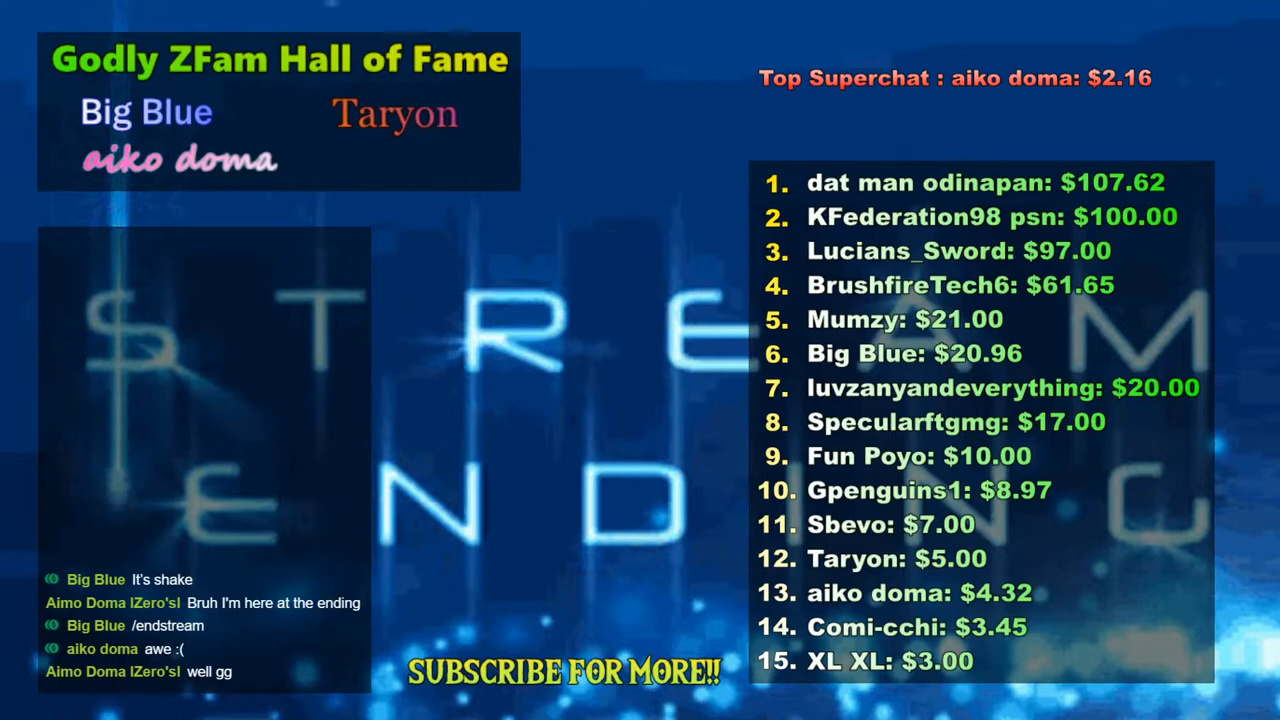 Godly ZFam Hall of Fame
Big Blue Taryon
aiko doma
Top Superchat : aiko doma: $2.16
STREAM
ENDING
1. dat man odinapan: $107.62
2. KFederation98 psn: $100.00
3. Lucians_Sword: $97.00
4. BrushfireTech6: $61.65
5. Mumzy: $21.00
6. Big Blue: $20.96
7. luvzanyandeverything: $20.00
8. Specularftgmg: $17.00
9. Fun Poyo: $10.00
10. Gpenguins1: $8.97
11. Sbevo: $7.00
12. Taryon: $5.00
13. aiko doma: $4.32
14. Comi-cchi: $3.45
15. XL XL: $3.00
Big Blue It's shake
Aimo Doma lZero'sl Bruh I'm here at the ending
Big Blue /endstream
aiko doma awe :(
Aimo Doma lZero'sl well gg
SUBSCRIBE FOR MORE!!